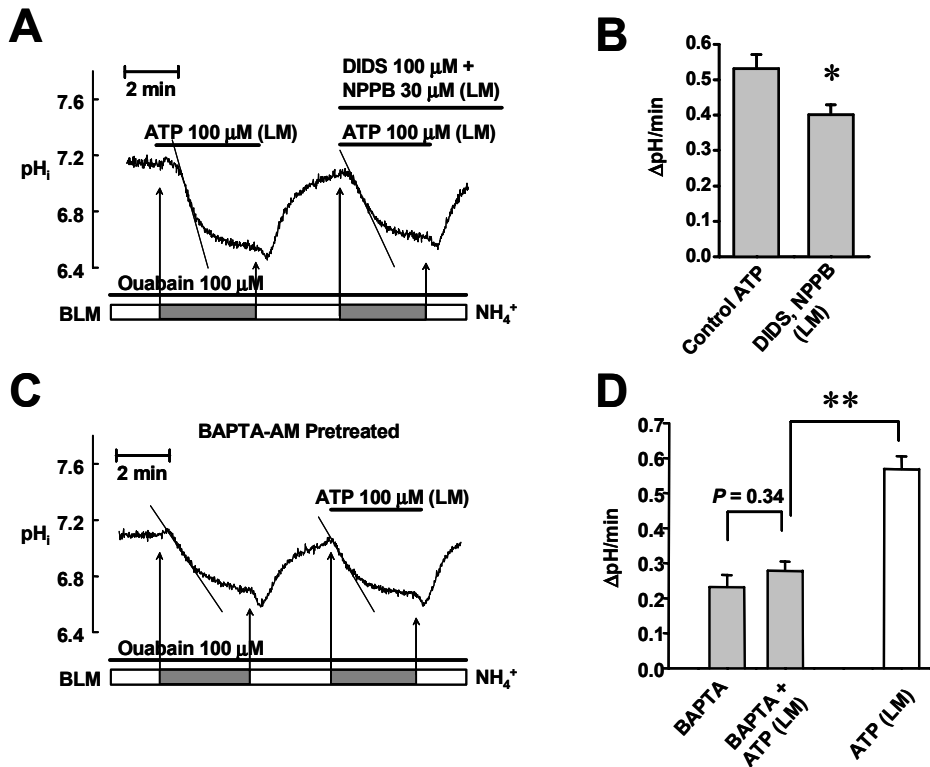 A
DIDS 100 µM +
NPPB 30 µM (LM)
2 min
ATP 100 µM (LM)
ATP 100 µM (LM)
7.6
7.2
6.8
6.4
pHi
Ouabain 100 µM
BLM
NH4+
B
0.6
0.5
0.4
0.3
0.2
0.1
0.0
ΔpH/min
*
Control ATP
DIDS, NPPB
(LM)
C
BAPTA-AM Pretreated
2 min
ATP 100 µM (LM)
7.6
7.2
6.8
6.4
pHi
Ouabain 100 µM
BLM
NH4+
D
**
P = 0.34
0.7
0.6
0.5
0.4
0.3
0.2
0.1
0.0
ΔpH/min
BAPTA
BAPTA +
ATP (LM)
ATP (LM)